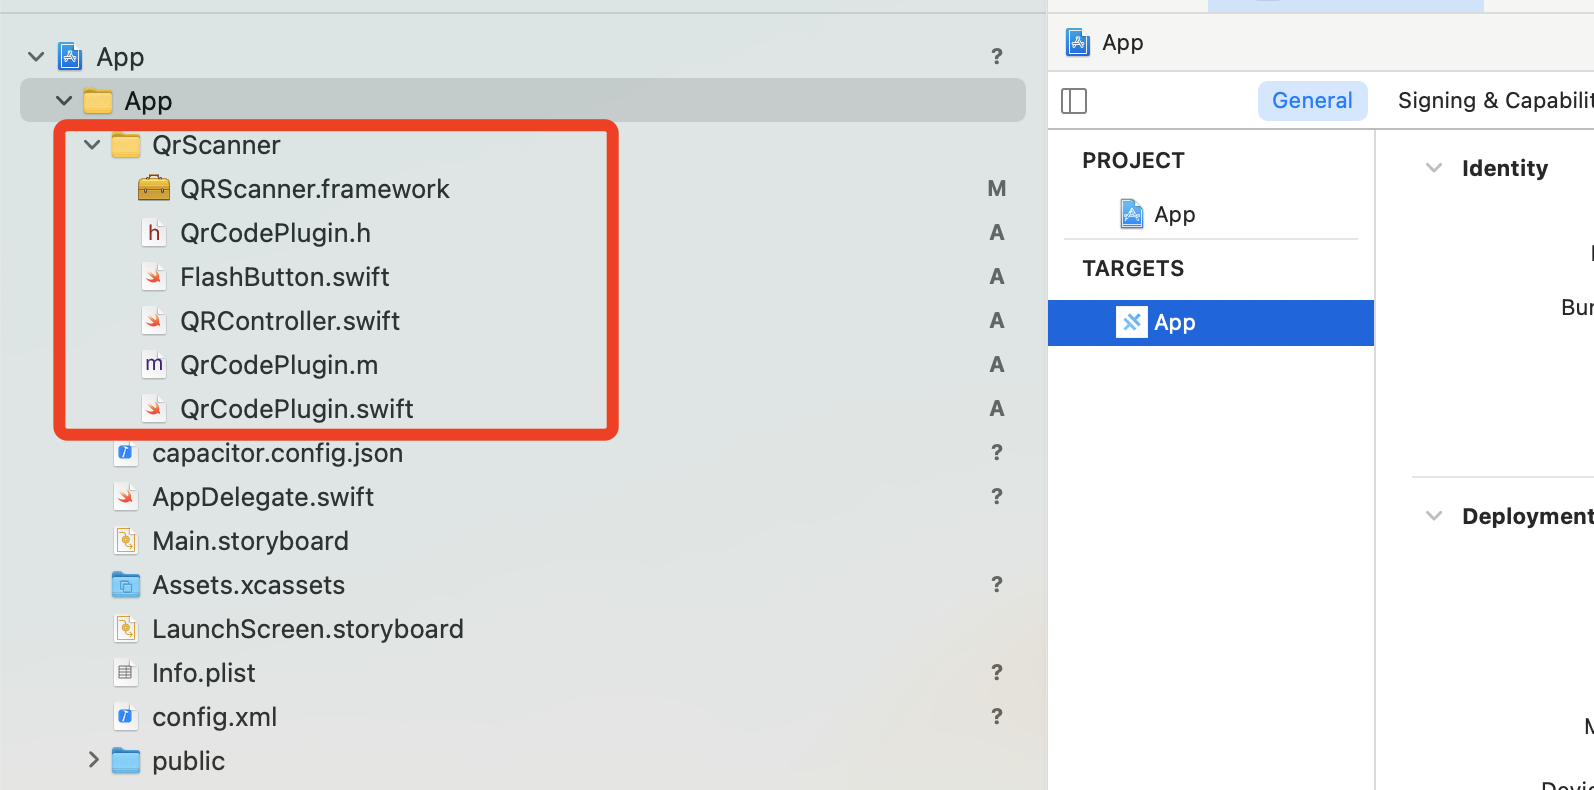 App ?
App
QrScanner
QRScanner.framework M
QrCodePlugin.h A
FlashButton.swift A
QRController.swift A
QrCodePlugin.m A
QrCodePlugin.swift A
capacitor.config.json ?
AppDelegate.swift ?
Main.storyboard
Assets.xcassets ?
LaunchScreen.storyboard
Info.plist ?
config.xml ?
public
App
General Signing & Capabilit
PROJECT
App
TARGETS
App
Identity
Bur
Deployment